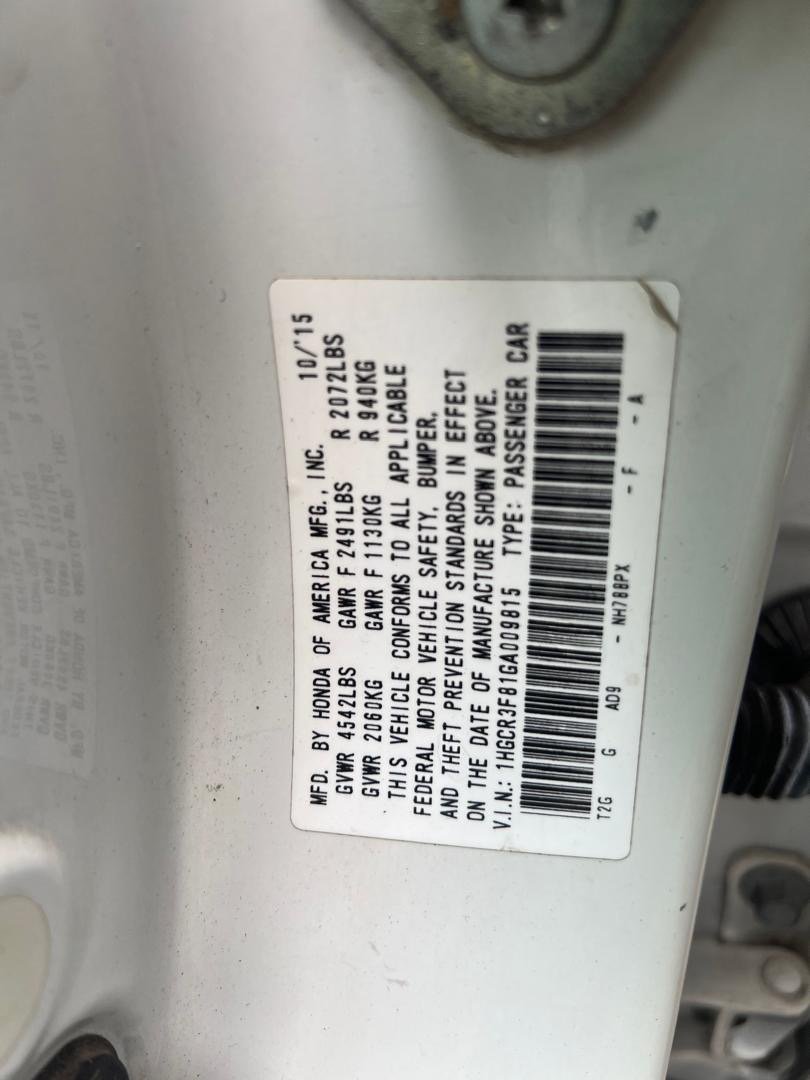 MFD. BY HONDA OF AMERICA MFG., INC. 10/'15
GVWR 4542LBS GAWR F 2491LBS R 2072LBS
GVWR 2060KG GAWR F 1130KG R 940KG
THIS VEHICLE CONFORMS TO ALL APPLICABLE
FEDERAL MOTOR VEHICLE SAFETY, BUMPER,
AND THEFT PREVENTION STANDARDS IN EFFECT
ON THE DATE OF MANUFACTURE SHOWN ABOVE.
V.I.N.: 1HGCR3F81GA009815 TYPE: PASSENGER CAR
T2G G AD9 - NH788PX - F - A